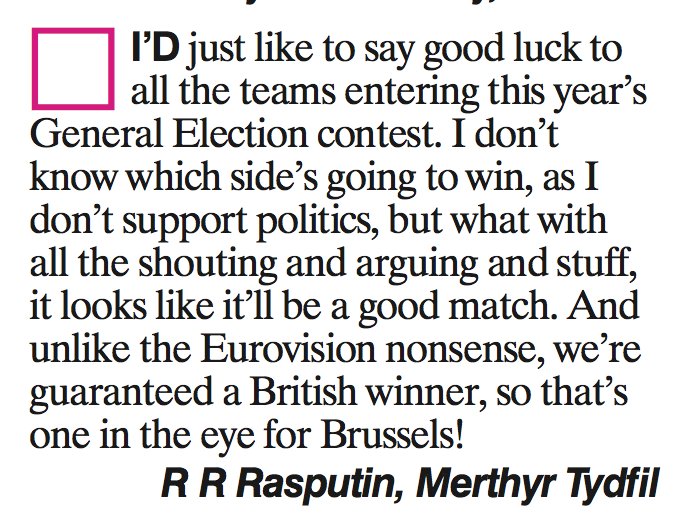 I'D just like to say good luck to
all the teams entering this year's
General Election contest. I don't
know which side's going to win, as I
don't support politics, but what with
all the shouting and arguing and stuff,
it looks like it'll be a good match. And
unlike the Eurovision nonsense, we're
guaranteed a British winner, so that's
one in the eye for Brussels!
R R Rasputin, Merthyr Tydfil